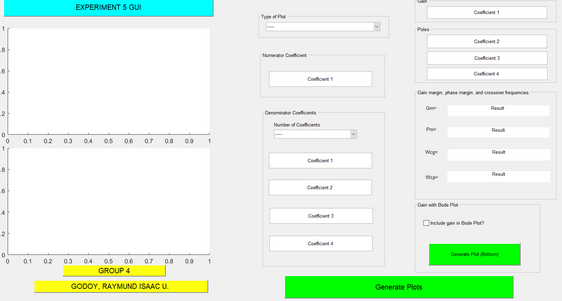 EXPERIMENT 5 GUI
1
.8
.6
.4
.2
0
0 0.1 0.2 0.3 0.4 0.5 0.6 0.7 0.8 0.9 1
1
.8
.6
.4
.2
0
0 0.1 0.2 0.3 0.4 0.5 0.6 0.7 0.8 0.9 1
GROUP 4
GODOY, RAYMUND ISAAC U.
Type of Plot
----
Numerator Coefficient
Coefficient 1
Denominator Coefficients
Number of Coefficients
----
Coefficient 1
Coefficient 2
Coefficient 3
Coefficient 4
Generate Plots
Gain
Coefficient 1
Poles
Coefficient 2
Coefficient 3
Coefficient 4
Gain margin, phase margin, and crossover frequencies
Gm= Result
Pm= Result
Wcg= Result
Wcg= Result
Gain with Bode Plot
Include gain in Bode Plot?
Generate Plot (Bottom)